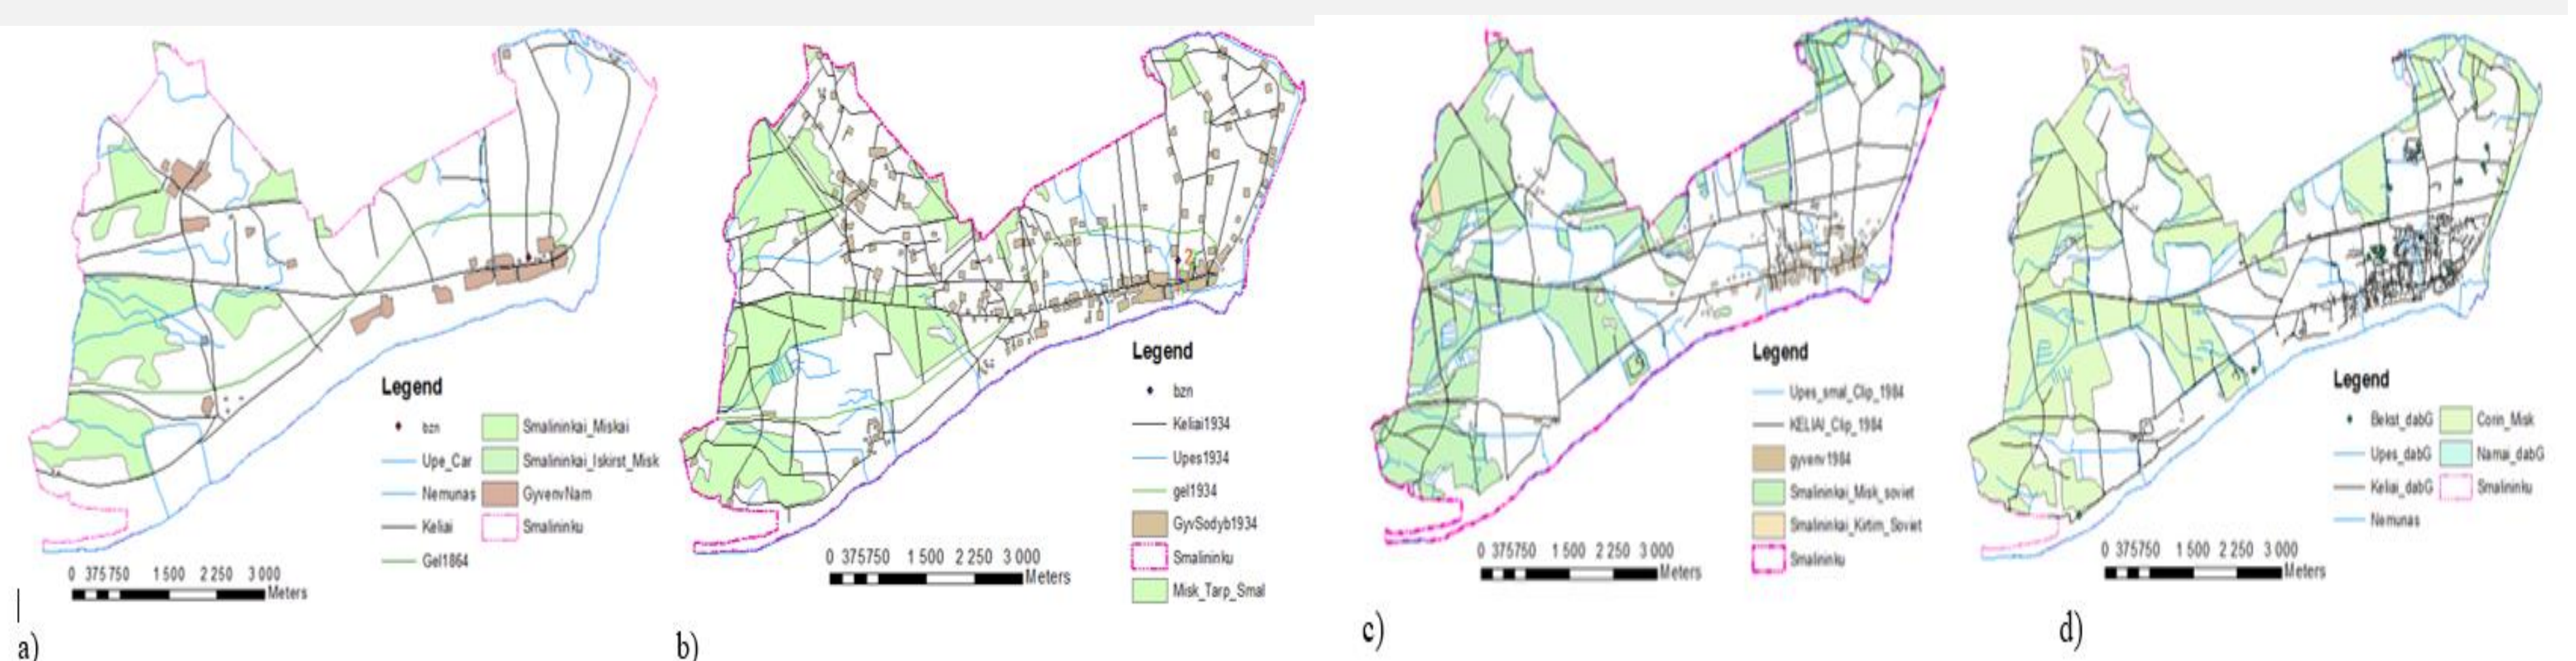 Legend
bzn
Upe_Car
Nemunas
Keliai
Gel1864
Smalininkai_Miskai
Smalininkai_Iskirst_Misk
GyvenvNam
Smalininku
0 375750 1 500 2 250 3 000
Meters
a)
2
Legend
bzn
Keliai1934
Upes1934
gel1934
GyvSodyb1934
Smalininku
Misk_Tarp_Smal
0 375750 1 500 2 250 3 000
Meters
b)
Legend
Upes_smal_Clip_1984
KELIAI_Clip_1984
gyvenv1984
Smalininkai_Misk_soviet
Smalininkai_Kirtim_Soviet
Smalininku
0 375750 1 500 2 250 3 000
Meters
c)
Legend
Bekst_dabG
Upes_dabG
Keliai_dabG
Nemunas
Corin_Misk
Namai_dabG
Smalininku
0 375750 1 500 2 250 3 000
Meters
d)